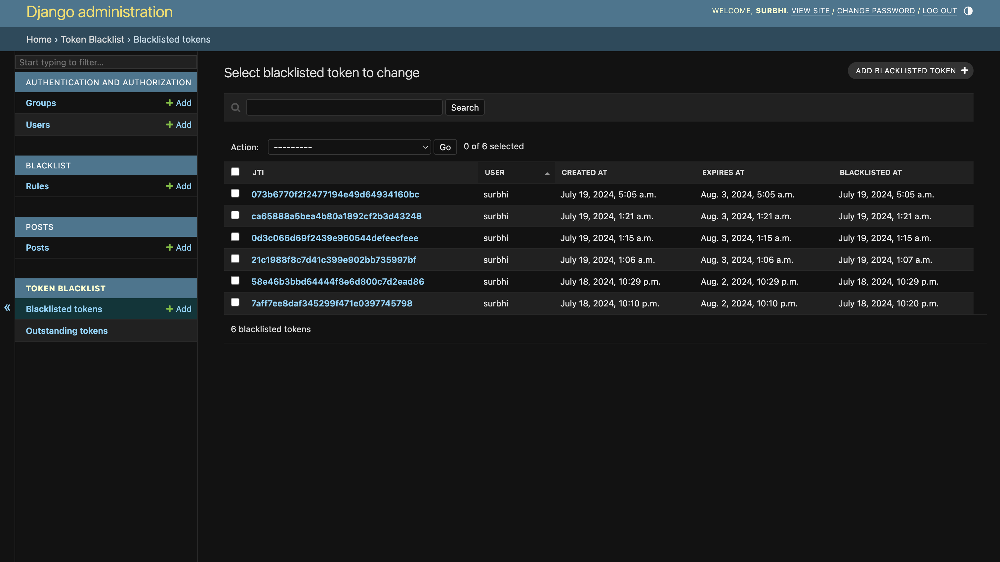 Django administration
WELCOME, SURBHI. VIEW SITE / CHANGE PASSWORD / LOG OUT
Home › Token Blacklist › Blacklisted tokens
Start typing to filter...
AUTHENTICATION AND AUTHORIZATION
Groups + Add
Users + Add
BLACKLIST
Rules + Add
POSTS
Posts + Add
TOKEN BLACKLIST
Blacklisted tokens + Add
Outstanding tokens
«
Select blacklisted token to change
ADD BLACKLISTED TOKEN +
Search
Action: --------- Go 0 of 6 selected
JTI USER CREATED AT EXPIRES AT BLACKLISTED AT
073b6770f2f2477194e49d64934160bc surbhi July 19, 2024, 5:05 a.m. Aug. 3, 2024, 5:05 a.m. July 19, 2024, 5:05 a.m.
ca65888a5bea4b80a1892cf2b3d43248 surbhi July 19, 2024, 1:21 a.m. Aug. 3, 2024, 1:21 a.m. July 19, 2024, 1:21 a.m.
0d3c066d69f2439e960544defeecfeee surbhi July 19, 2024, 1:15 a.m. Aug. 3, 2024, 1:15 a.m. July 19, 2024, 1:15 a.m.
21c1988f8c7d41c399e902bb735997bf surbhi July 19, 2024, 1:06 a.m. Aug. 3, 2024, 1:06 a.m. July 19, 2024, 1:07 a.m.
58e46b3bbd64444f8e6d800c7d2ead86 surbhi July 18, 2024, 10:29 p.m. Aug. 2, 2024, 10:29 p.m. July 18, 2024, 10:29 p.m.
7aff7ee8daf345299f471e0397745798 surbhi July 18, 2024, 10:10 p.m. Aug. 2, 2024, 10:10 p.m. July 18, 2024, 10:20 p.m.
6 blacklisted tokens